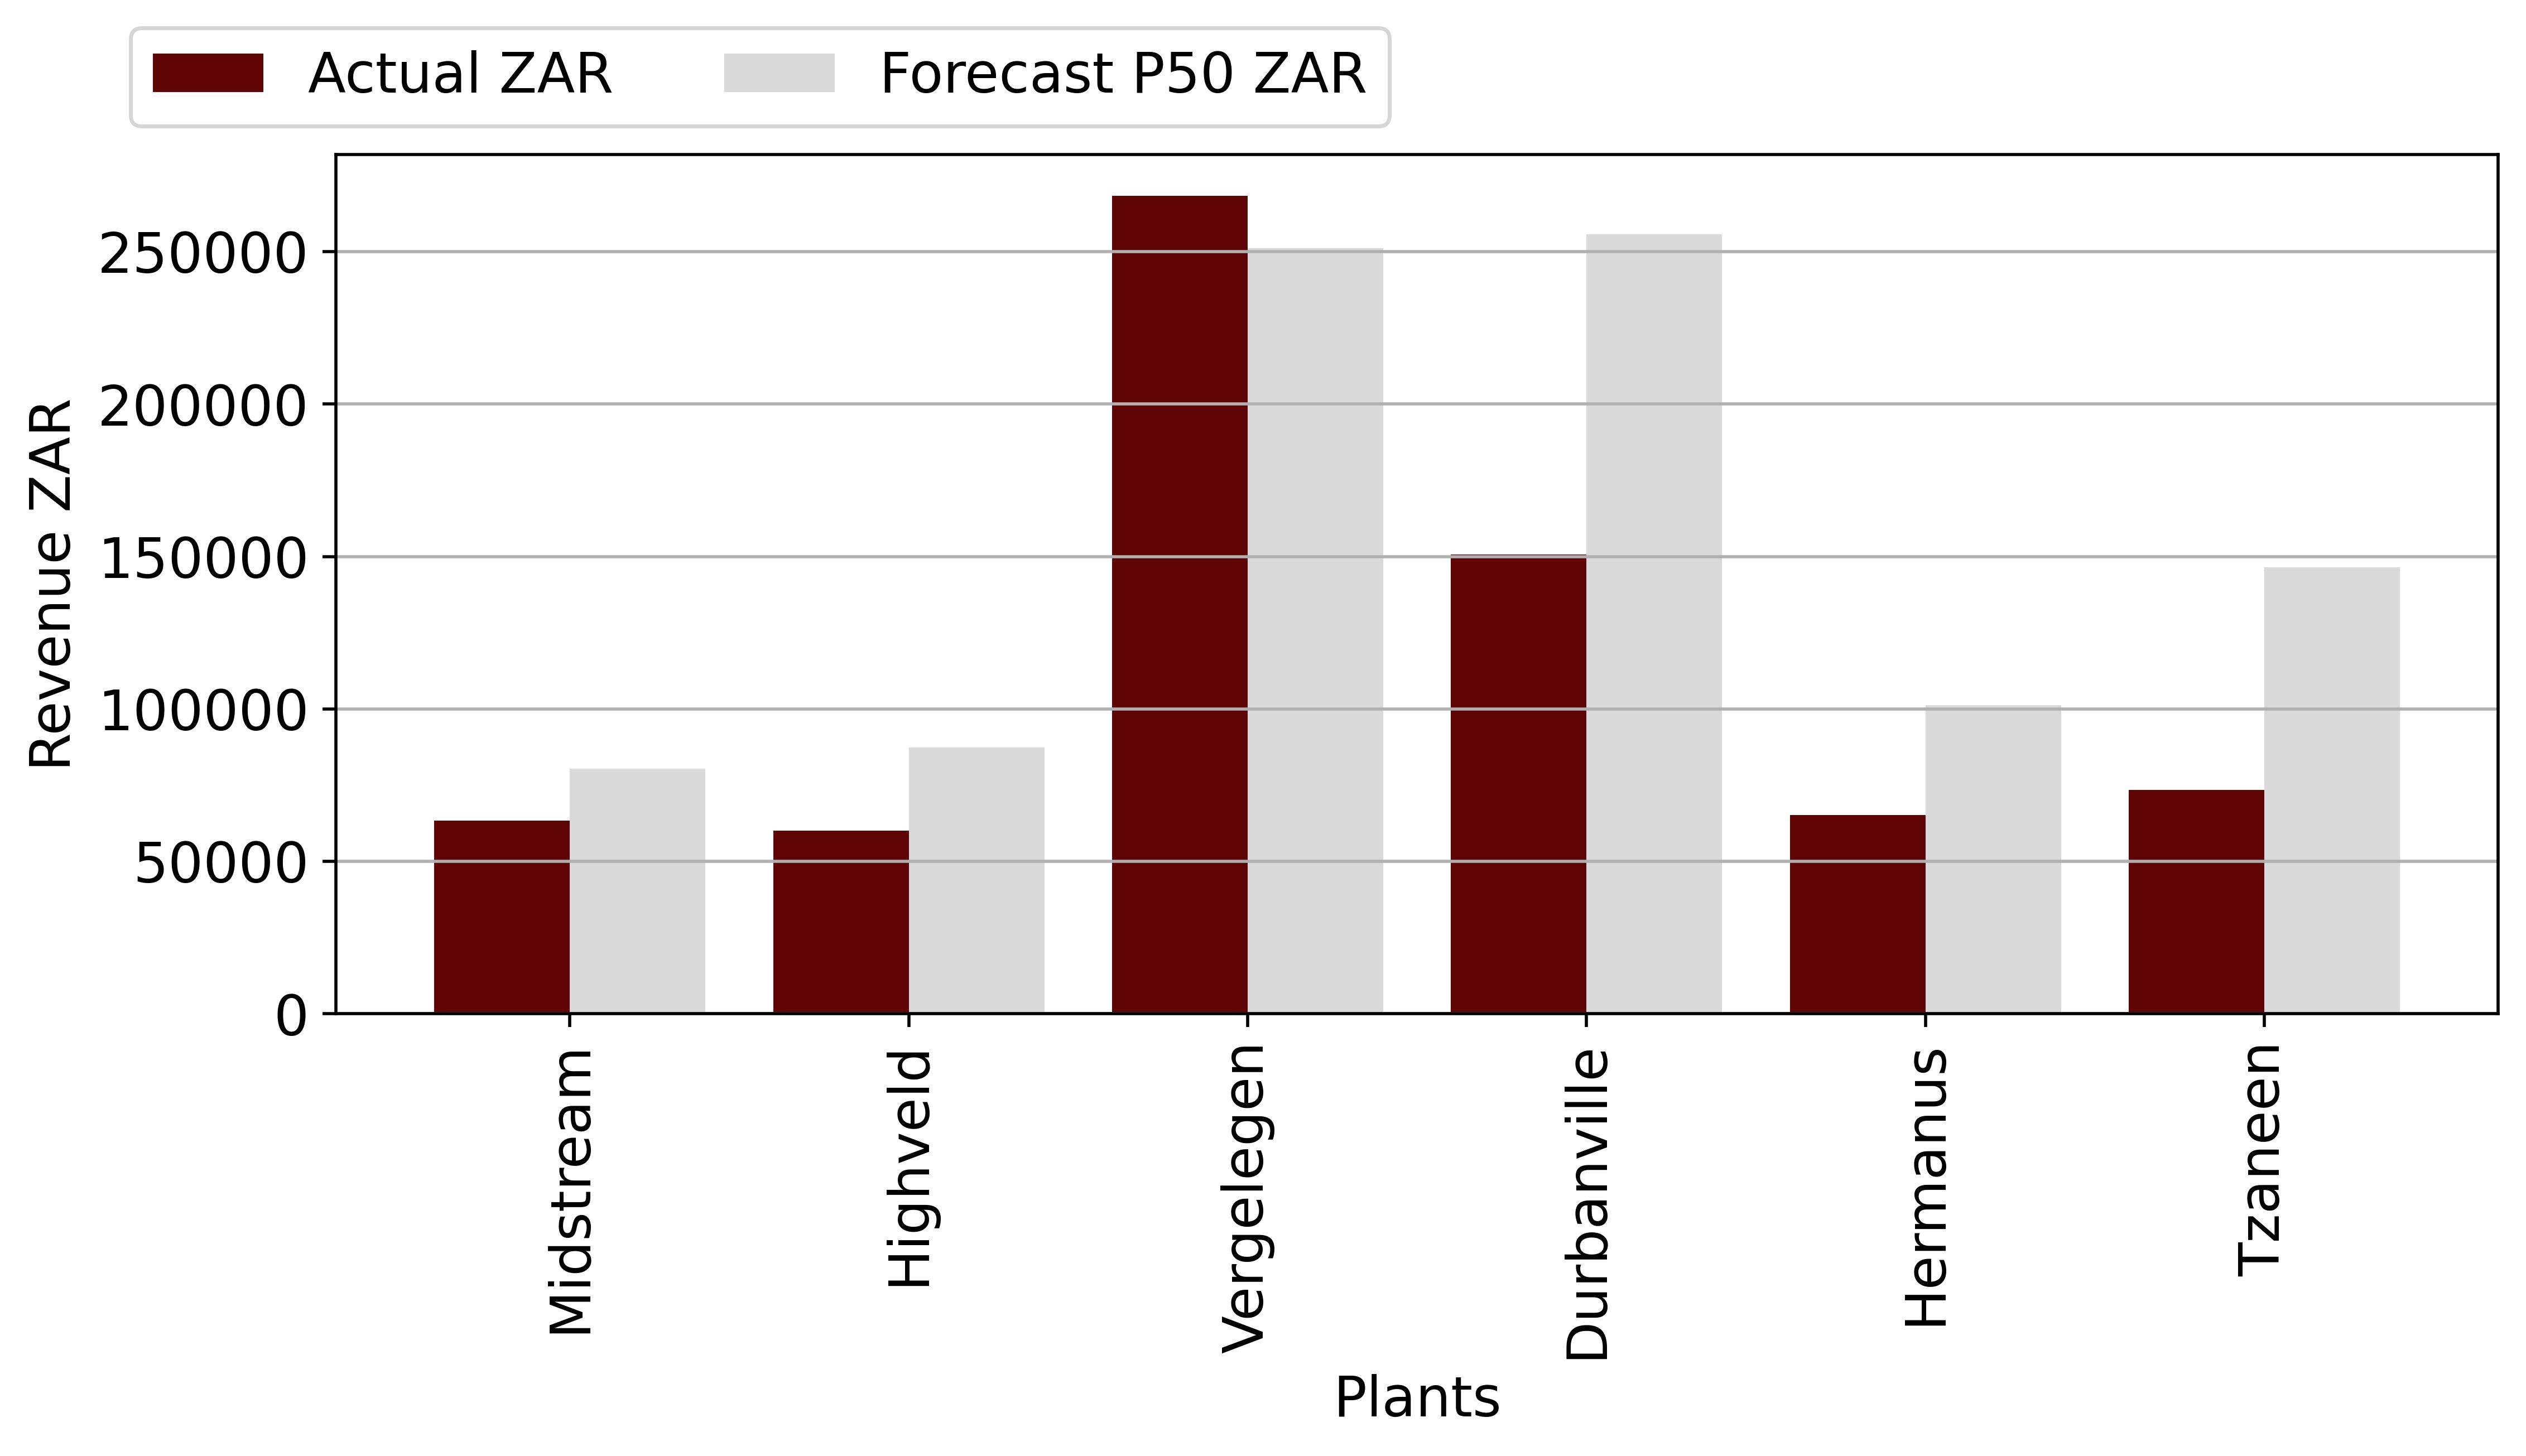 Actual ZAR
Forecast P50 ZAR
Revenue ZAR
250000
200000
150000
100000
50000
0
Midstream
Highveld
Vergelegen
Durbanville
Hermanus
Tzaneen
Plants